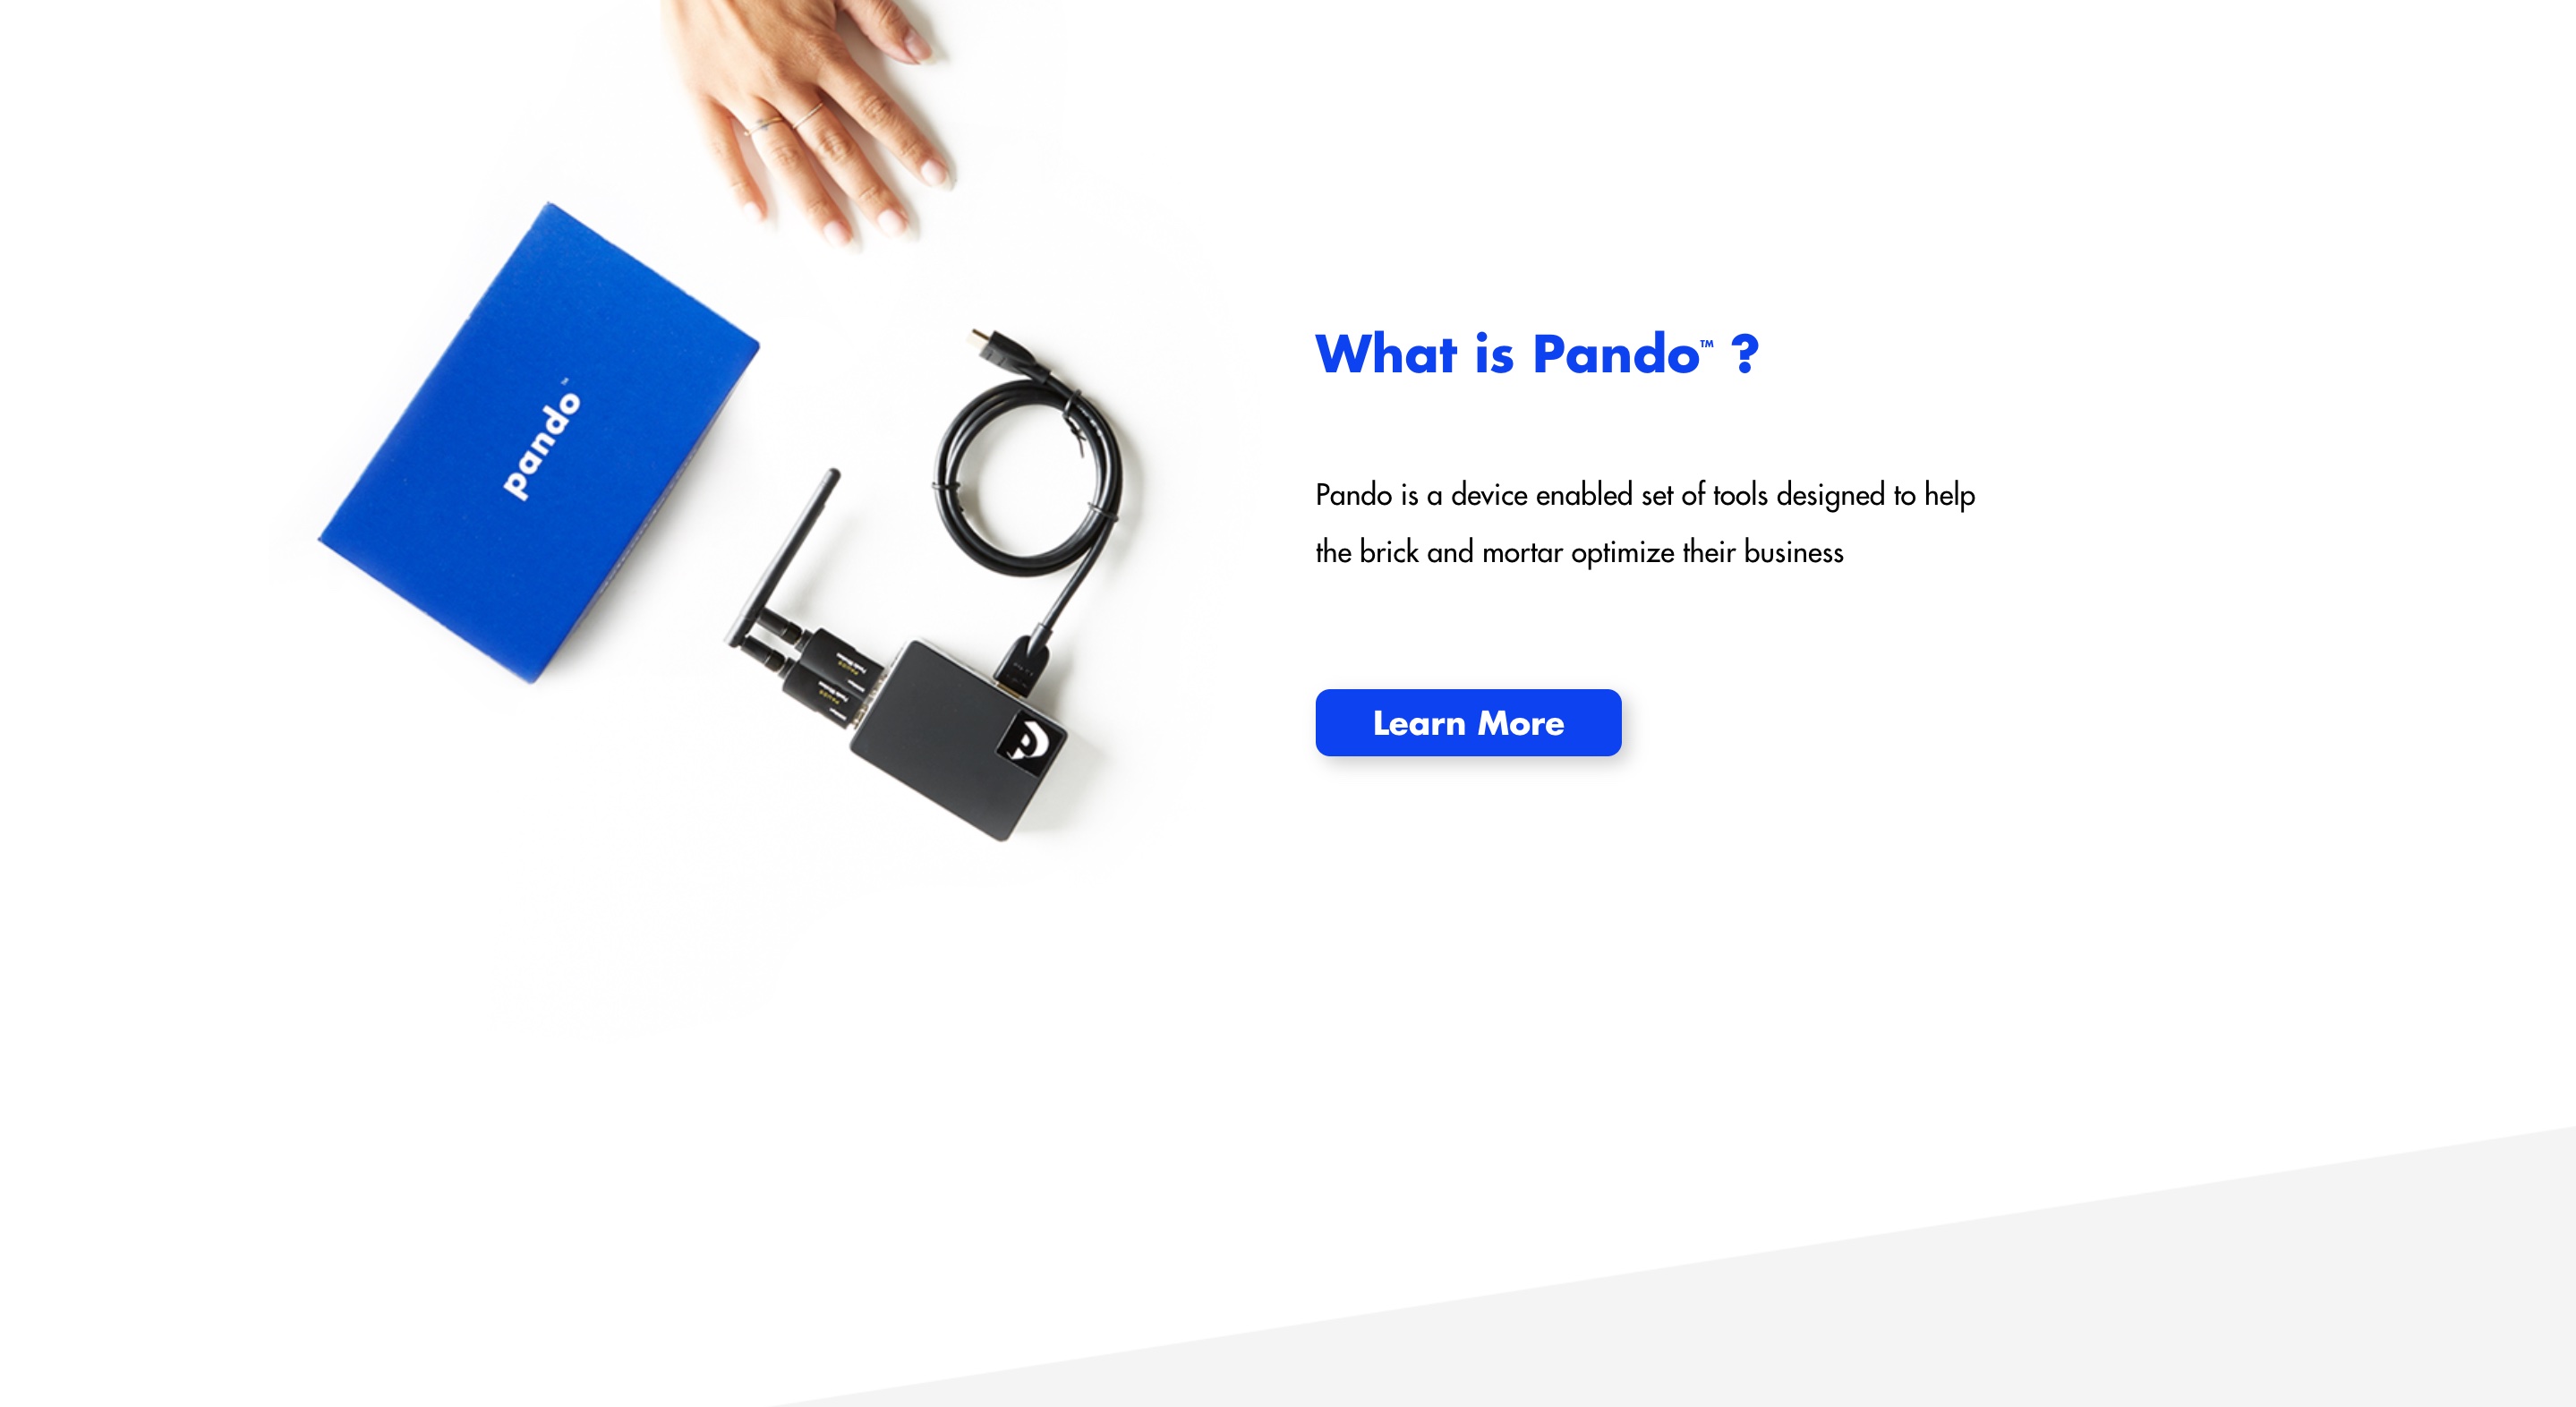 pando™
What is Pando™ ?
Pando is a device enabled set of tools designed to help
the brick and mortar optimize their business
Learn More